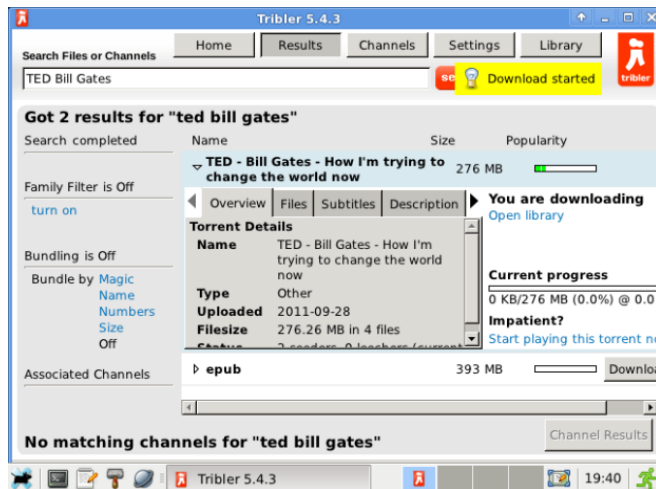 Tribler 5.4.3
Search Files or Channels
Home
Results
Channels
Settings
Library
TED Bill Gates
Download started
tribler
Got 2 results for "ted bill gates"
Search completed
Name Size Popularity
TED - Bill Gates - How I'm trying to
change the world now
276 MB
Family Filter is Off
turn on
Bundling is Off
Bundle by Magic
Name
Numbers
Size
Off
Associated Channels
Overview
Files
Subtitles
Description
Torrent Details
Name TED - Bill Gates - How I'm
trying to change the world
now
Type Other
Uploaded 2011-09-28
Filesize 276.26 MB in 4 files
You are downloading
Open library
Current progress
0 KB/276 MB (0.0%) @ 0.0
Impatient?
Start playing this torrent
epub 393 MB
No matching channels for "ted bill gates"
Channel Results
Tribler 5.4.3
19:40